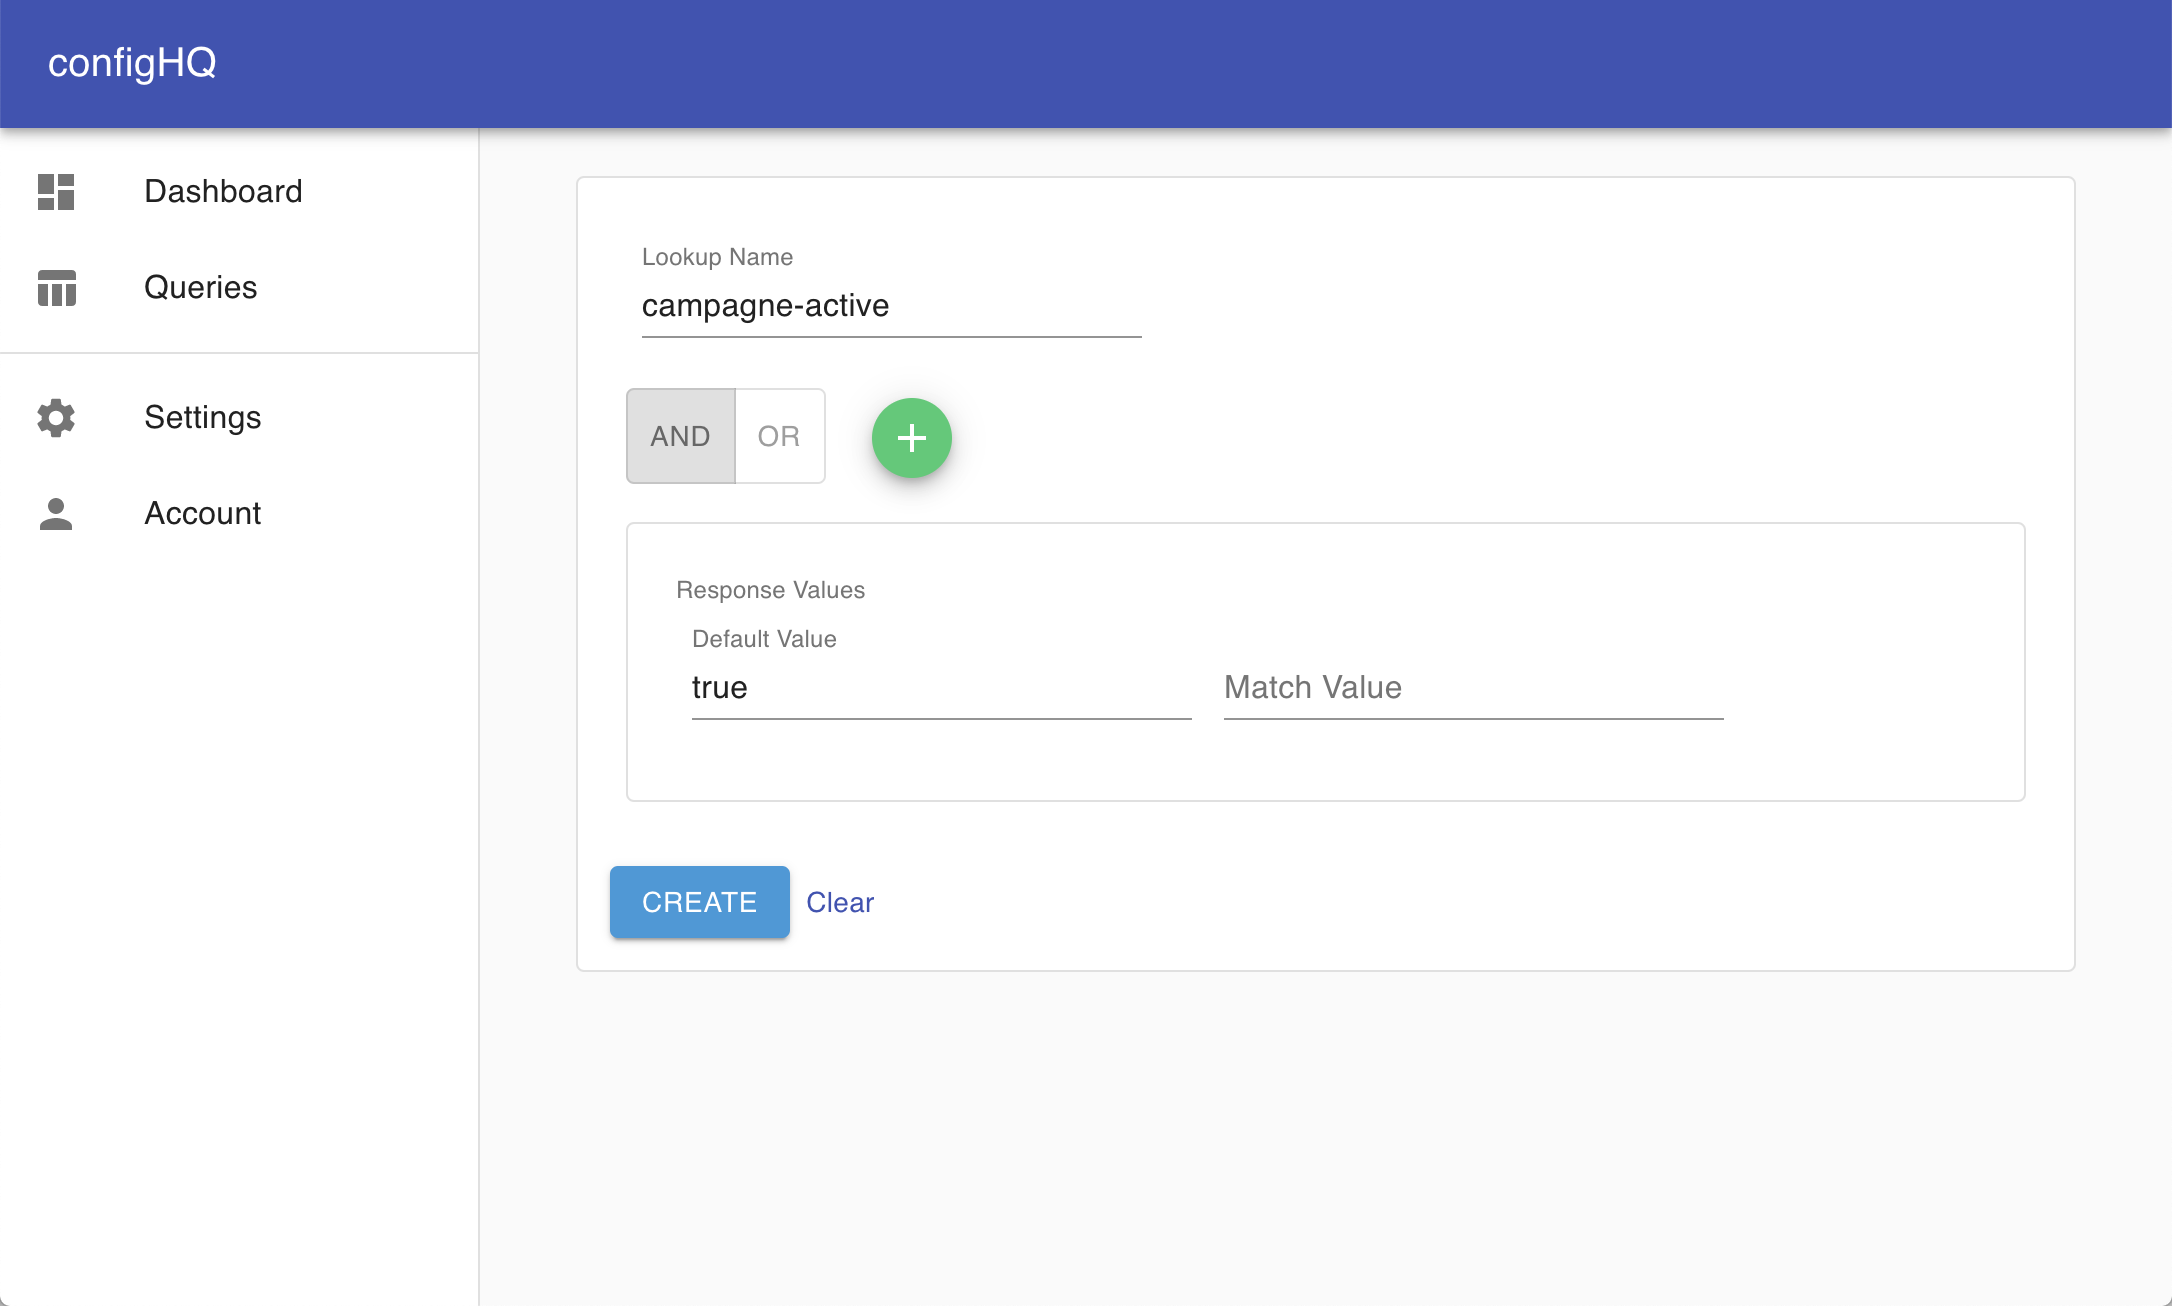 configHQ
Dashboard
Queries
Settings
Account
Lookup Name
campagne-active
AND OR
Response Values
Default Value
true
Match Value
CREATE Clear